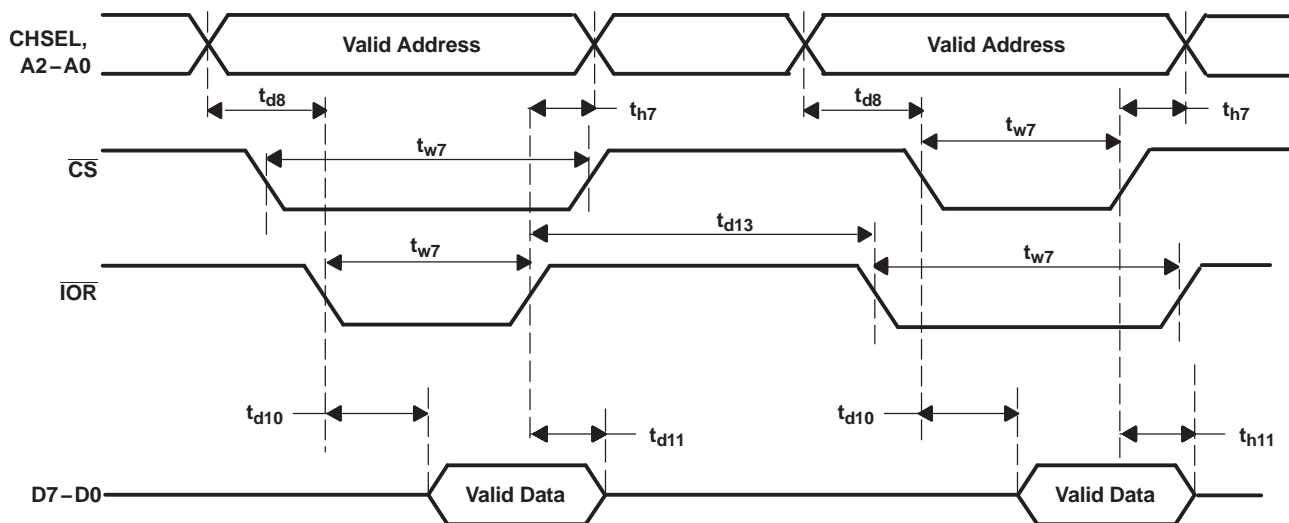 CHSEL,
A2–A0
Valid Address
Valid Address
td8
th7
td8
th7
CS
tw7
tw7
td13
IOR
tw7
tw7
td10
td11
td10
th11
D7–D0
Valid Data
Valid Data